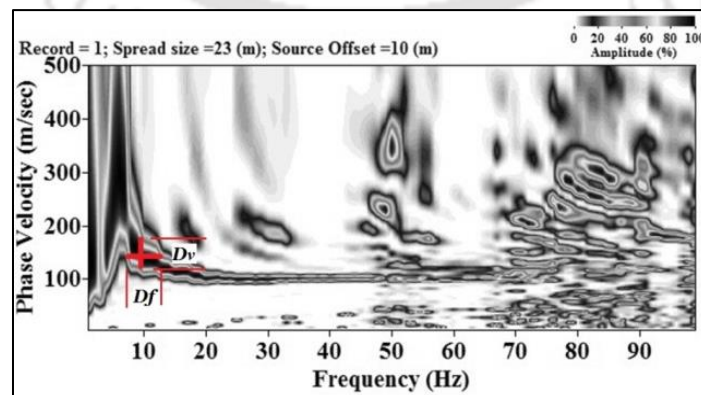 0 20 40 60 80 100
Amplitude (%)
Record = 1; Spread size =23 (m); Source Offset =10 (m)
500
400
300
200
100
Phase Velocity (m/sec)
Dv
Df
10 20 30 40 50 60 70 80 90
Frequency (Hz)